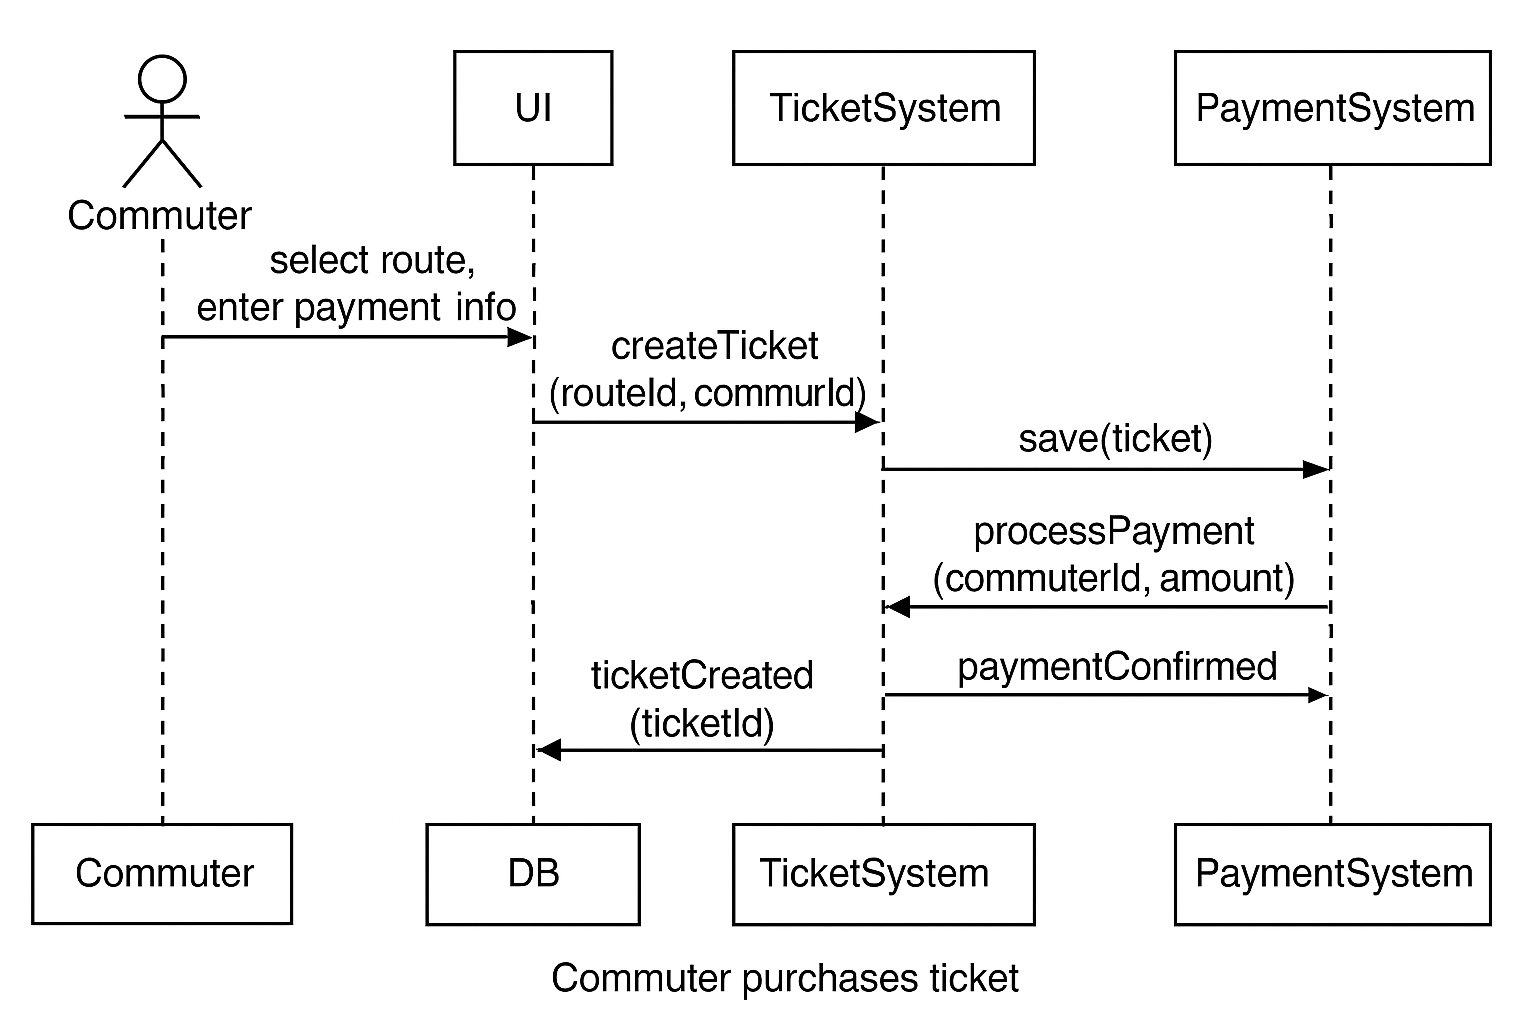 UI
TicketSystem
PaymentSystem
Commuter
select route,
enter payment info
createTicket
(routeId, commurId)
save(ticket)
processPayment
(commuterId, amount)
paymentConfirmed
ticketCreated
(ticketId)
Commuter
DB
TicketSystem
PaymentSystem
Commuter purchases ticket